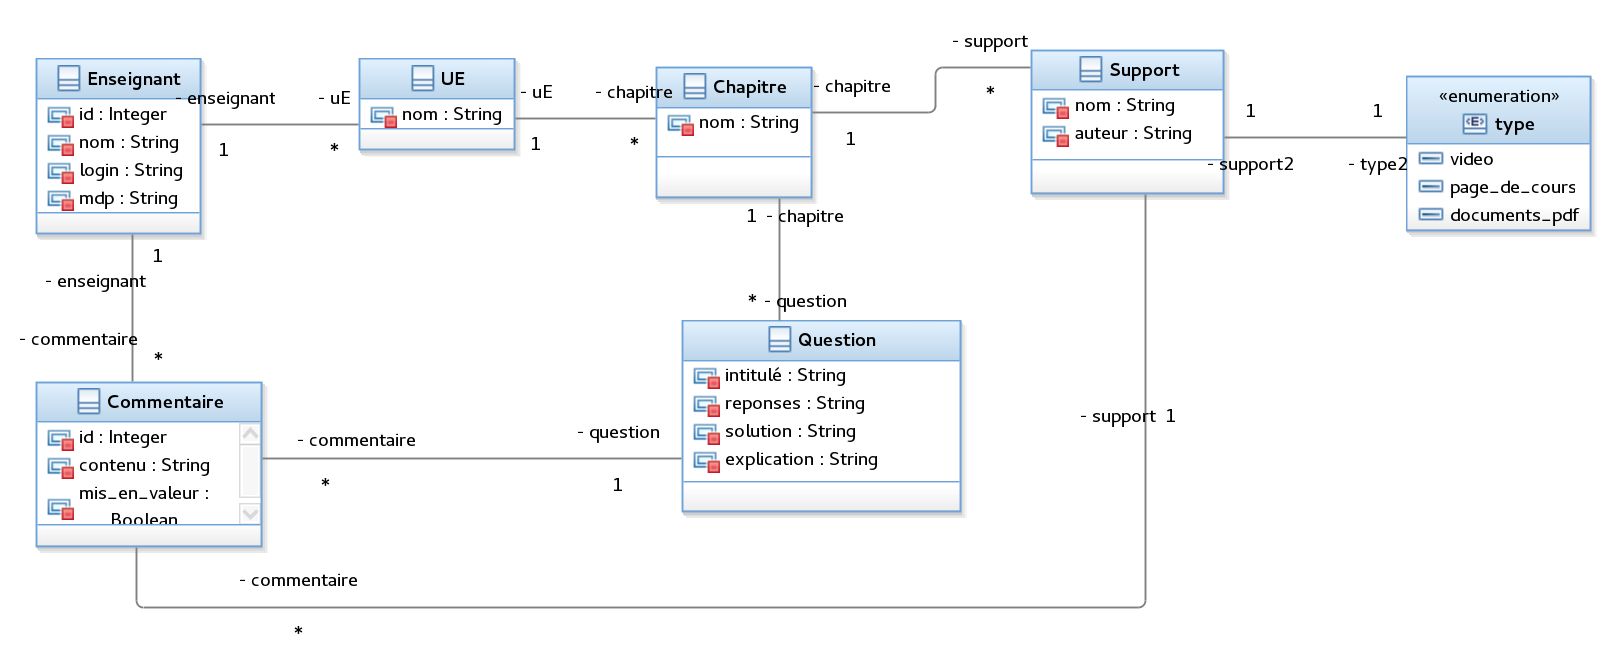 Enseignant
id : Integer
nom : String
login : String
mdp : String
- enseignant
1
- uE
*
UE
nom : String
- uE
1
- chapitre
*
Chapitre
nom : String
- chapitre
1
- support
*
Support
nom : String
auteur : String
1
- support2
1
- type2
«enumeration»
type
video
page_de_cours
documents_pdf
1
- enseignant
- commentaire
*
1 - chapitre
* - question
Question
intitulé : String
reponses : String
solution : String
explication : String
Commentaire
id : Integer
contenu : String
mis_en_valeur :
Boolean
- commentaire
*
- question
1
- support 1
- commentaire
*